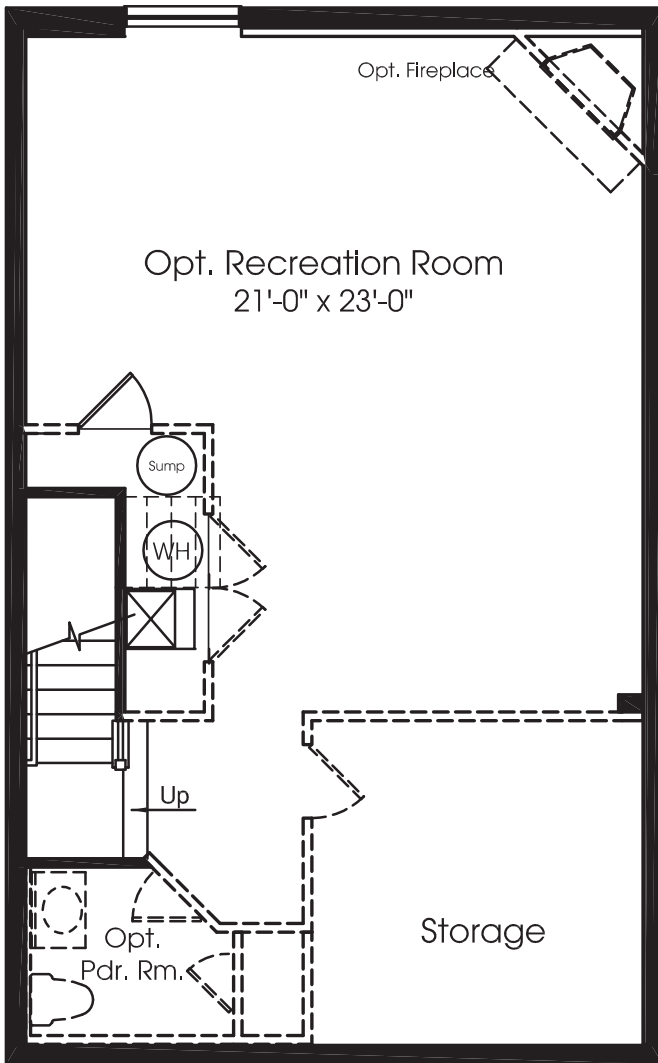 Opt. Fireplace
Opt. Recreation Room
21'-0" x 23'-0"
Sump
WH
Up
Storage
Opt.
Pdr. Rm.